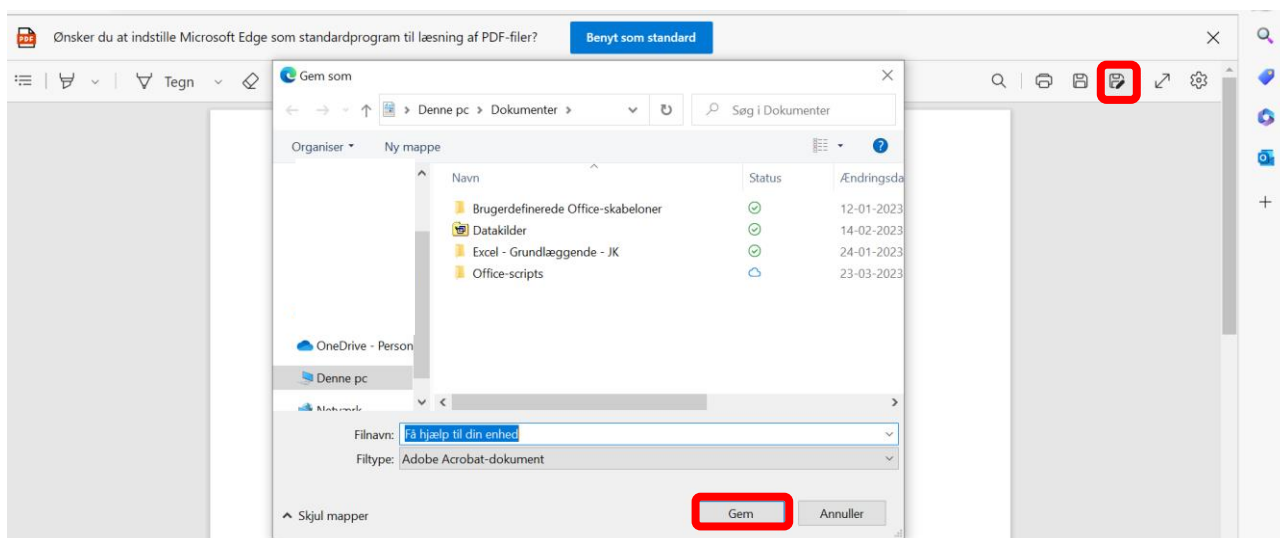 PDF Ønsker du at indstille Microsoft Edge som standardprogram til læsning af PDF-filer? Benyt som standard
Tegn
Gem som
Denne pc > Dokumenter > Søg i Dokumenter
Organiser Ny mappe
Navn Status Ændringsda
Brugerdefinerede Office-skabeloner 12-01-2023
Datakilder 14-02-2023
Excel - Grundlæggende - JK 24-01-2023
Office-scripts 23-03-2023
OneDrive - Person
Denne pc
Netværk
Filnavn: Få hjælp til din enhed
Filtype: Adobe Acrobat-dokument
Skjul mapper Gem Annuller